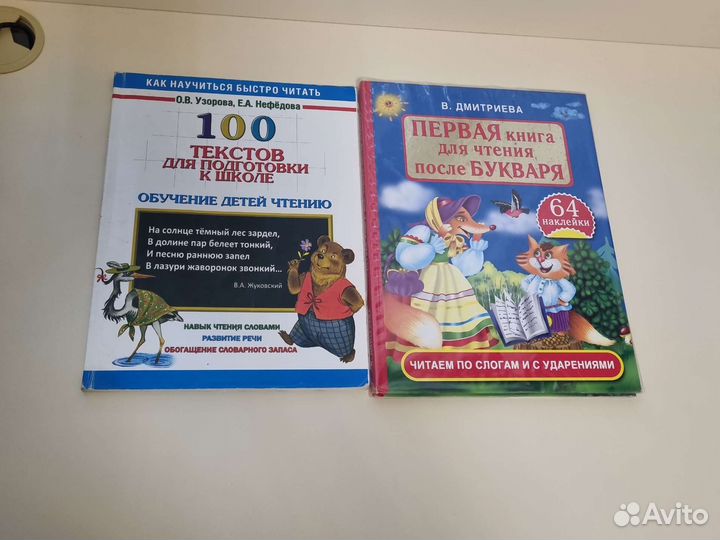 КАК НАУЧИТЬСЯ БЫСТРО ЧИТАТЬ
О.В. Узорова, Е.А. Нефёдова
100
ТЕКСТОВ
ДЛЯ ПОДГОТОВКИ
К ШКОЛЕ
ОБУЧЕНИЕ ДЕТЕЙ ЧТЕНИЮ
На солнце тёмный лес зардел,
В долине пар белеет тонкий,
И песню раннюю запел
В лазури жаворонок звонкий...
В.А. Жуковский
НАВЫК ЧТЕНИЯ СЛОВАМИ
РАЗВИТИЕ РЕЧИ
ОБОГАЩЕНИЕ СЛОВАРНОГО ЗАПАСА
В. ДМИТРИЕВА
ПЕРВАЯ книга
для чтения
после БУКВАРЯ
64
наклейки
ЧИТАЕМ ПО СЛОГАМ И С УДАРЕНИЯМИ
Avito